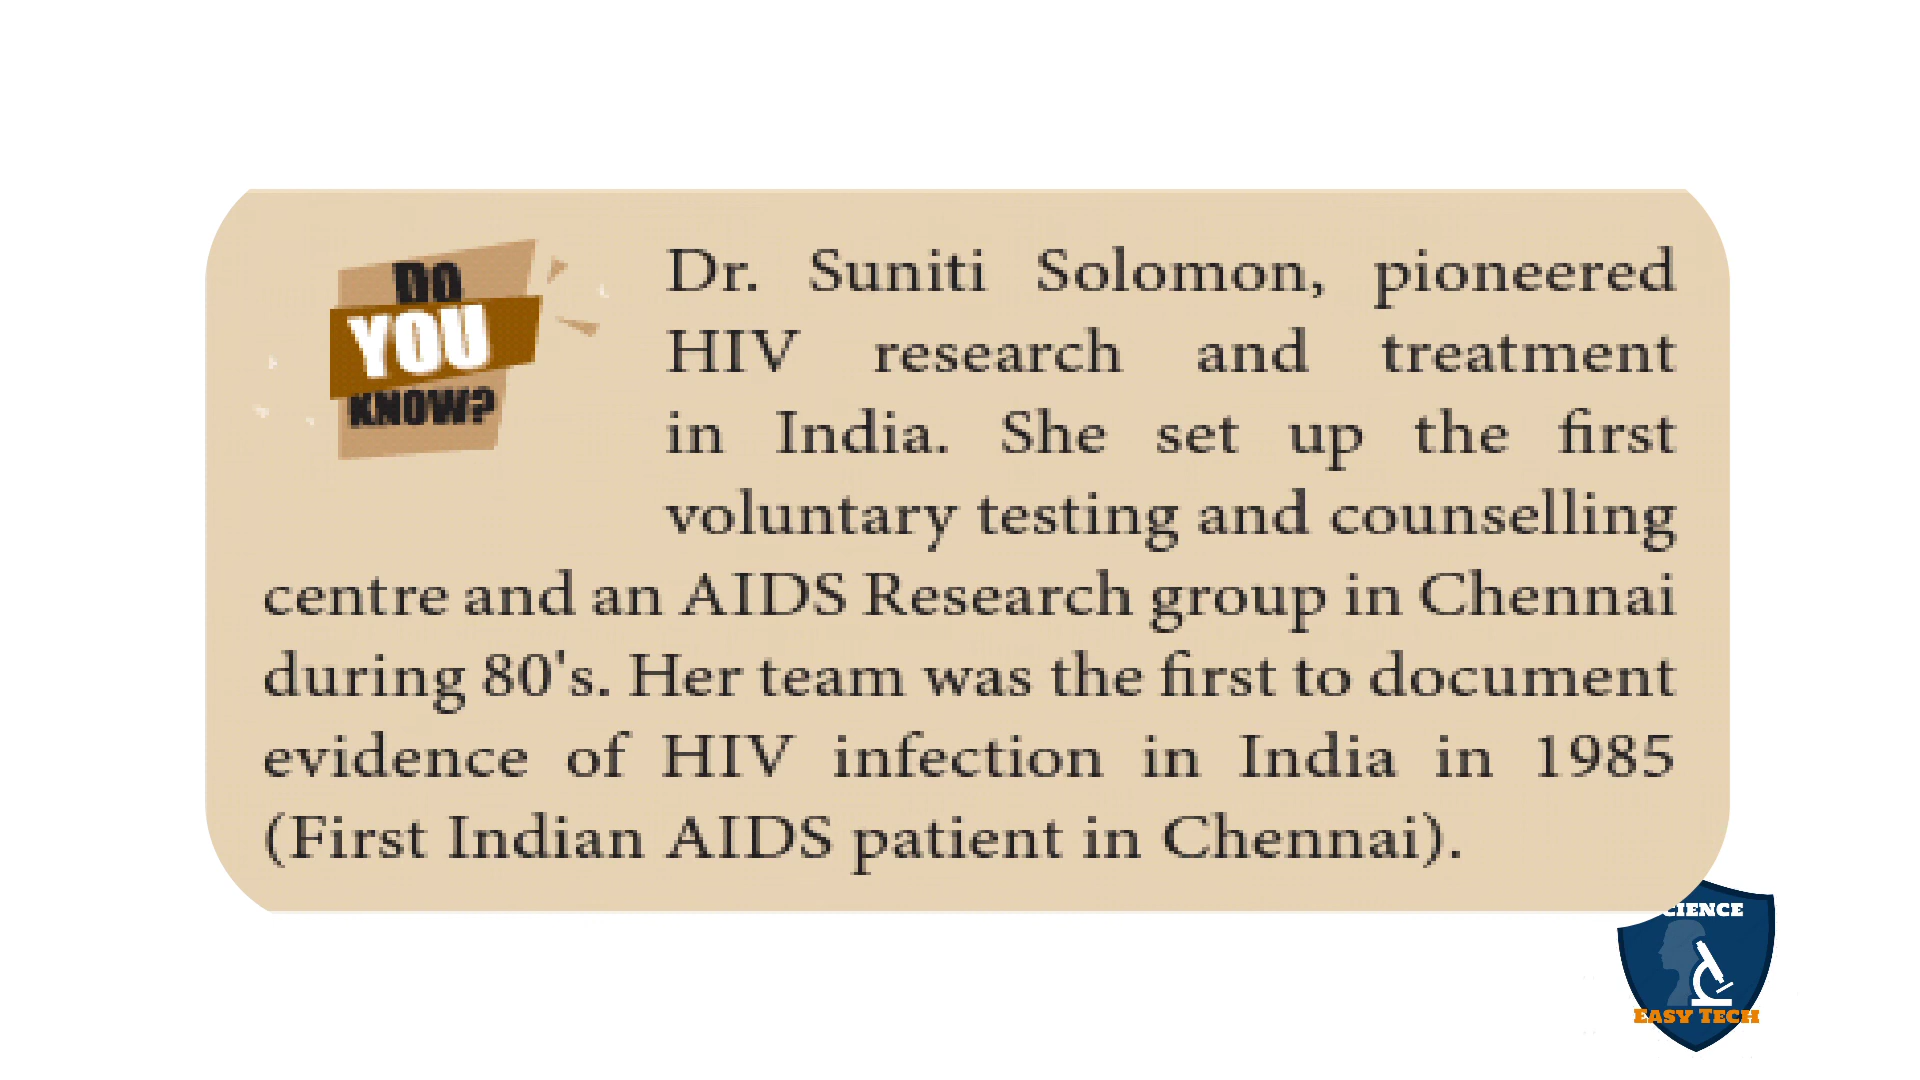 DO
YOU
KNOW?
Dr. Suniti Solomon, pioneered
HIV research and treatment
in India. She set up the first
voluntary testing and counselling
centre and an AIDS Research group in Chennai
during 80's. Her team was the first to document
evidence of HIV infection in India in 1985
(First Indian AIDS patient in Chennai).
CIENCE
EASY TECH